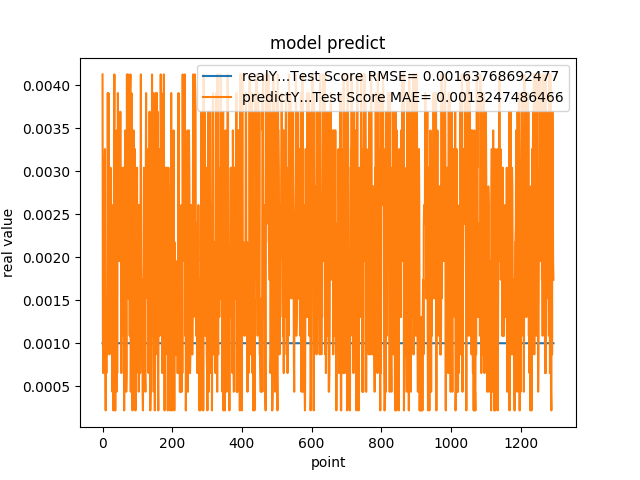 model predict
realY...Test Score RMSE= 0.00163768692477
predictY...Test Score MAE= 0.0013247486466
0.0040
0.0035
0.0030
0.0025
0.0020
0.0015
0.0010
0.0005
real value
0 200 400 600 800 1000 1200
point